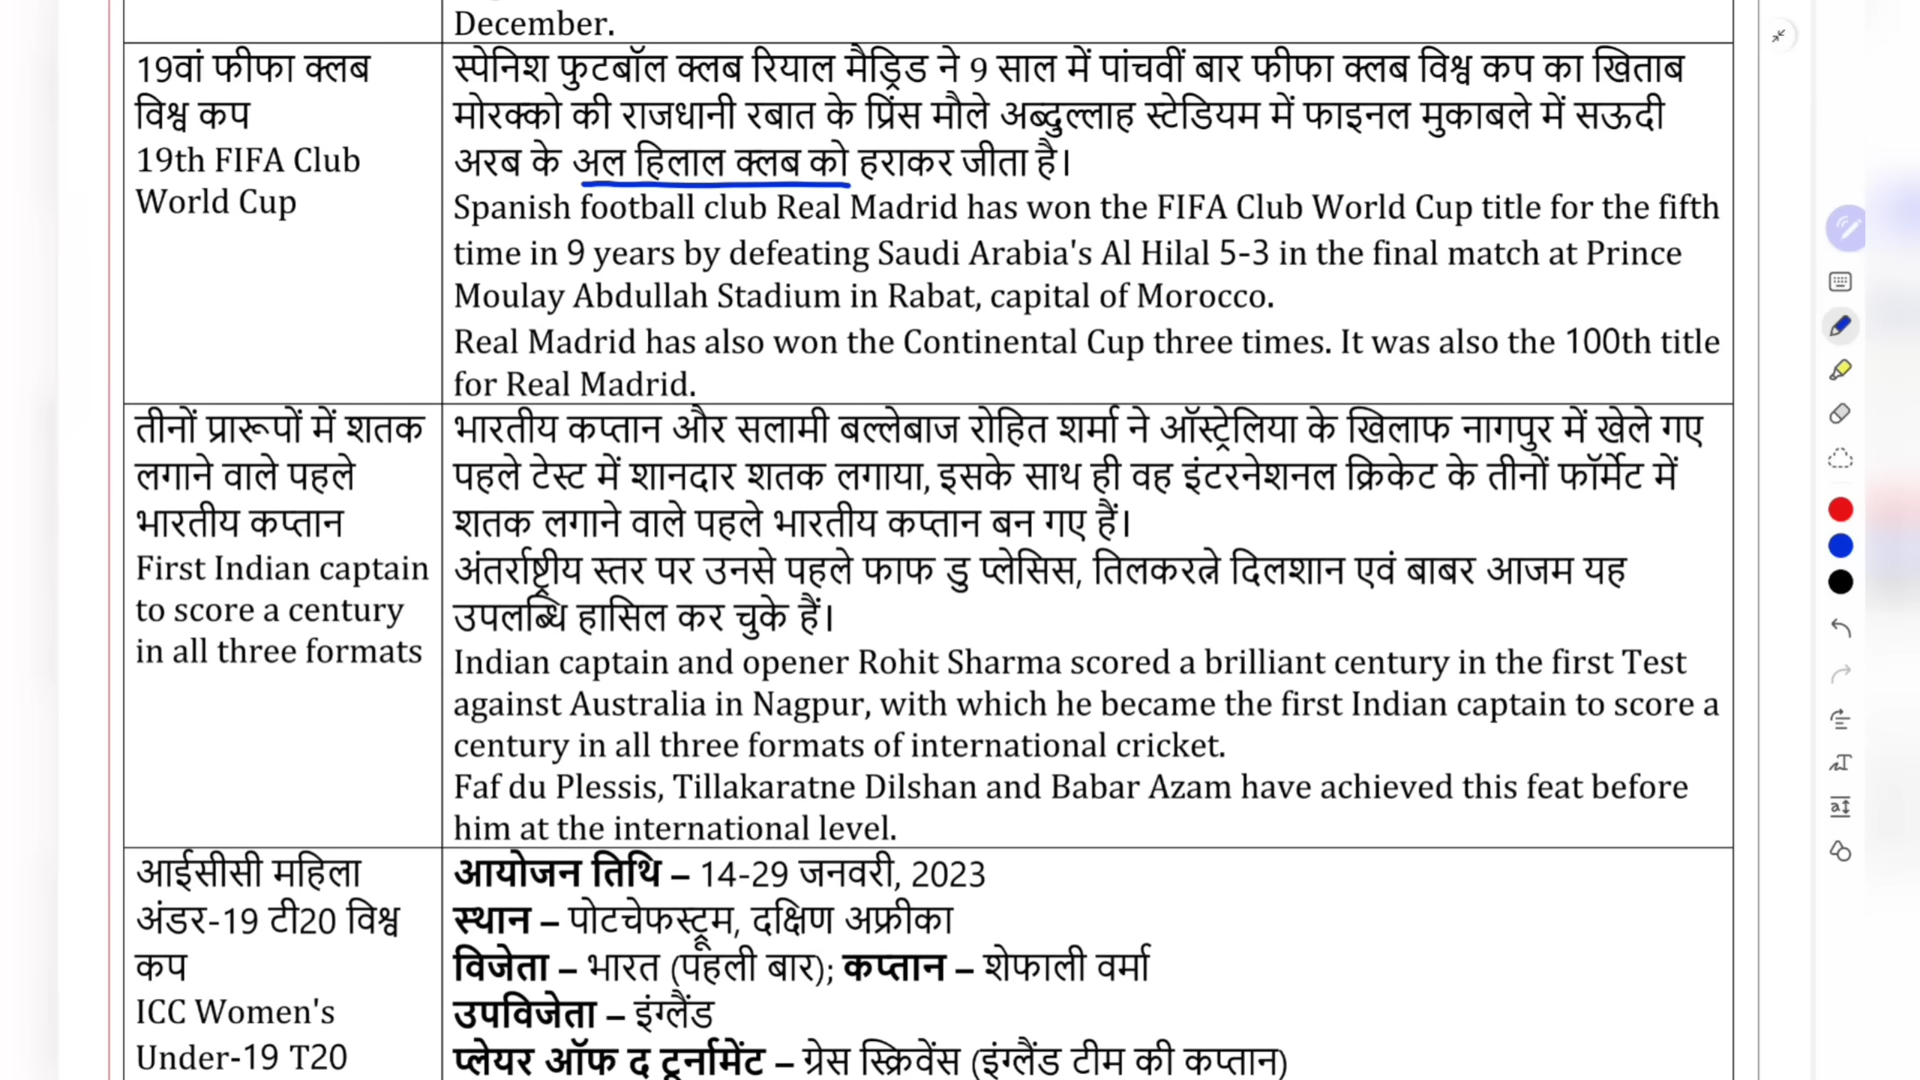 December.
19वां फीफा क्लब
विश्व कप
19th FIFA Club
World Cup
स्पेनिश फुटबॉल क्लब रियाल मैड्रिड ने 9 साल में पांचवीं बार फीफा क्लब विश्व कप का खिताब
मोरक्को की राजधानी रबात के प्रिंस मौले अब्दुल्लाह स्टेडियम में फाइनल मुकाबले में सऊदी
अरब के अल हिलाल क्लब को हराकर जीता है।
Spanish football club Real Madrid has won the FIFA Club World Cup title for the fifth
time in 9 years by defeating Saudi Arabia's Al Hilal 5-3 in the final match at Prince
Moulay Abdullah Stadium in Rabat, capital of Morocco.
Real Madrid has also won the Continental Cup three times. It was also the 100th title
for Real Madrid.
तीनों प्रारूपों में शतक
लगाने वाले पहले
भारतीय कप्तान
First Indian captain
to score a century
in all three formats
भारतीय कप्तान और सलामी बल्लेबाज रोहित शर्मा ने ऑस्ट्रेलिया के खिलाफ नागपुर में खेले गए
पहले टेस्ट में शानदार शतक लगाया, इसके साथ ही वह इंटरनेशनल क्रिकेट के तीनों फॉर्मेट में
शतक लगाने वाले पहले भारतीय कप्तान बन गए हैं।
अंतर्राष्ट्रीय स्तर पर उनसे पहले फाफ डु प्लेसिस, तिलकरत्ने दिलशान एवं बाबर आजम यह
उपलब्धि हासिल कर चुके हैं।
Indian captain and opener Rohit Sharma scored a brilliant century in the first Test
against Australia in Nagpur, with which he became the first Indian captain to score a
century in all three formats of international cricket.
Faf du Plessis, Tillakaratne Dilshan and Babar Azam have achieved this feat before
him at the international level.
आईसीसी महिला
अंडर-19 टी20 विश्व
कप
ICC Women's
Under-19 T20
आयोजन तिथि – 14-29 जनवरी, 2023
स्थान – पोटचेफस्ट्रूम, दक्षिण अफ्रीका
विजेता – भारत (पहली बार); कप्तान – शेफाली वर्मा
उपविजेता – इंग्लैंड
प्लेयर ऑफ द टूर्नामेंट – ग्रेस स्क्रिवेंस (इंग्लैंड टीम की कप्तान)